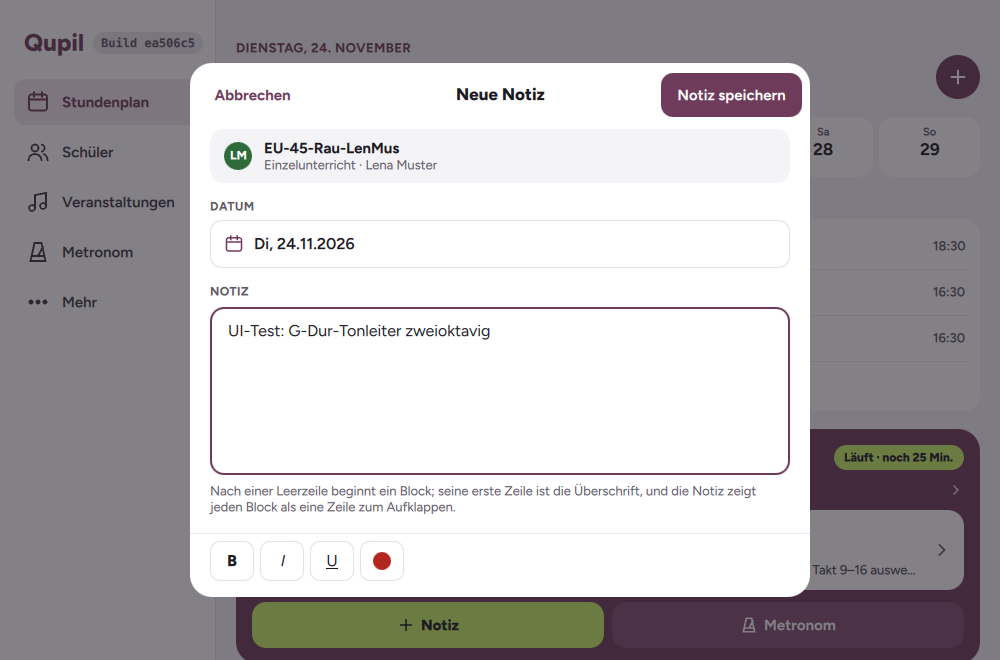 Qupil Build ea506c5
Stundenplan
Schüler
Veranstaltungen
Metronom
Mehr
DIENSTAG, 24. NOVEMBER
Sa
28
So
29
18:30
16:30
16:30
Läuft · noch 25 Min.
Takt 9–16 auswe...
Notiz
Metronom
Abbrechen
Neue Notiz
Notiz speichern
LM
EU-45-Rau-LenMus
Einzelunterricht · Lena Muster
DATUM
Di, 24.11.2026
NOTIZ
UI-Test: G-Dur-Tonleiter zweioktavig
Nach einer Leerzeile beginnt ein Block; seine erste Zeile ist die Überschrift, und die Notiz zeigt
jeden Block als eine Zeile zum Aufklappen.
B I U